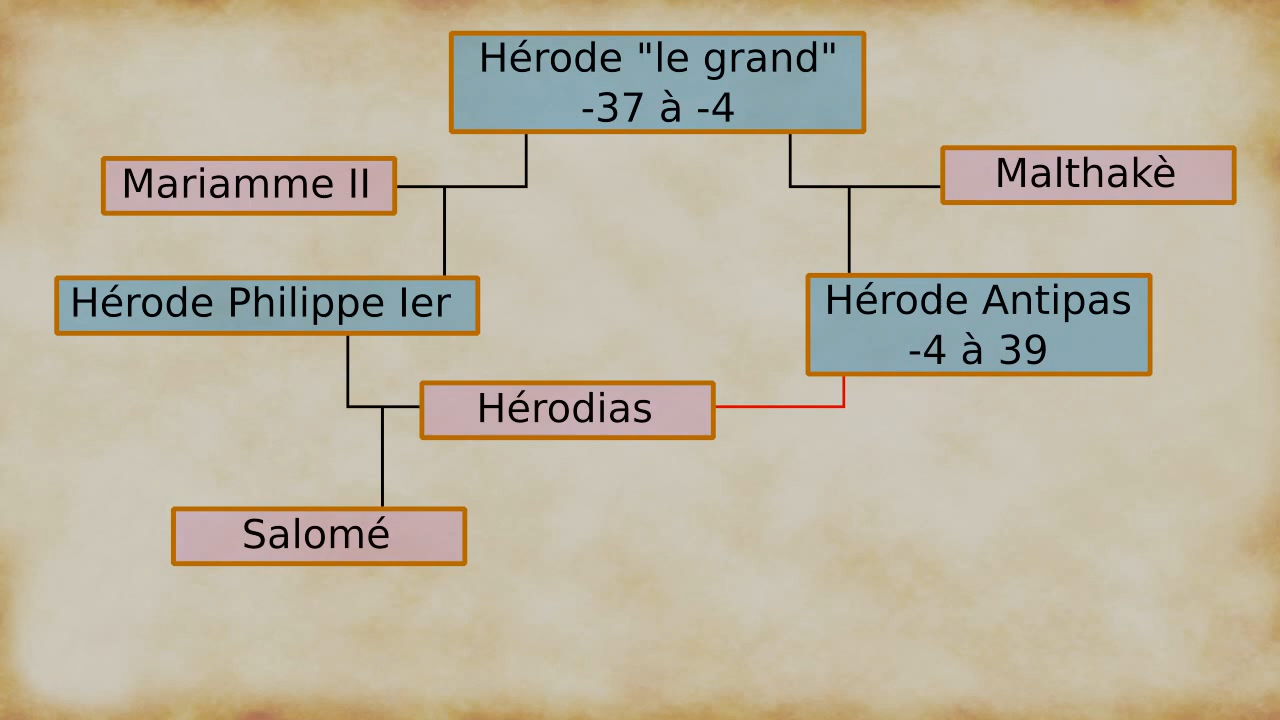 Hérode "le grand"
-37 à -4
Mariamme II
Malthakè
Hérode Philippe Ier
Hérode Antipas
-4 à 39
Hérodias
Salomé